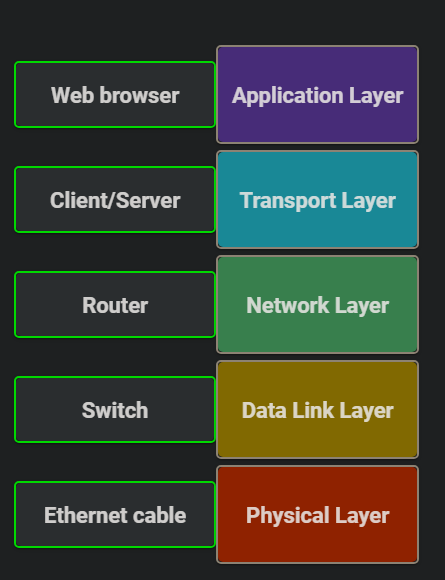 Web browser
Application Layer
Client/Server
Transport Layer
Router
Network Layer
Switch
Data Link Layer
Ethernet cable
Physical Layer